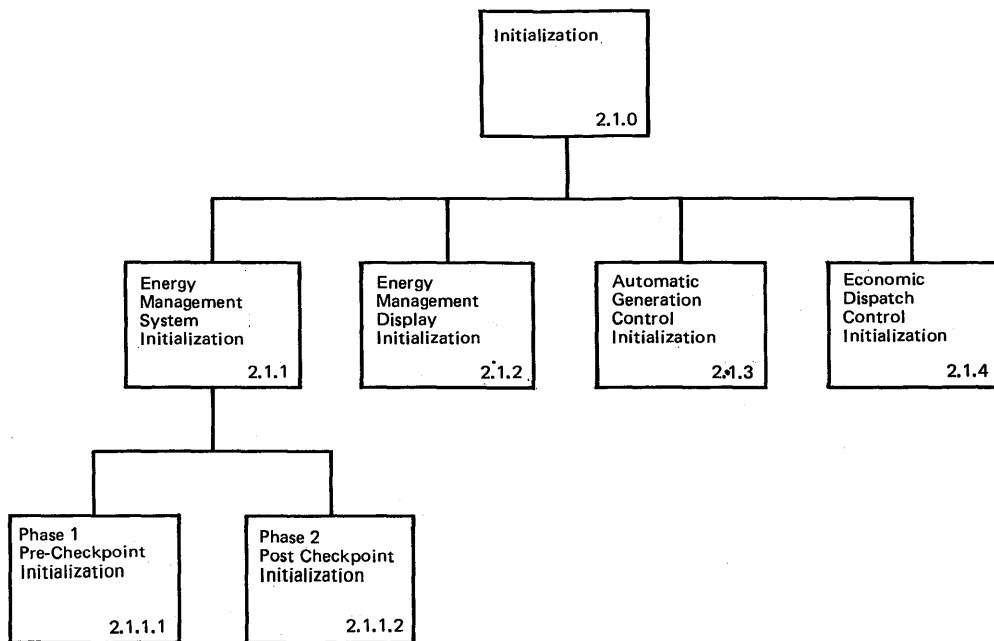 Initialization
2.1.0
Energy
Management
System
Initialization
2.1.1
Energy
Management
Display
Initialization
2.1.2
Automatic
Generation
Control
Initialization
2.1.3
Economic
Dispatch
Control
Initialization
2.1.4
Phase 1
Pre-Checkpoint
Initialization
2.1.1.1
Phase 2
Post Checkpoint
Initialization
2.1.1.2